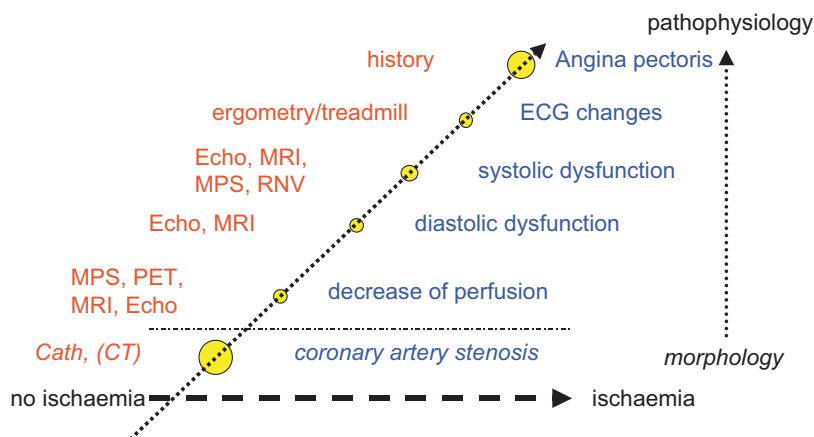 pathophysiology
history Angina pectoris
ergometry/treadmill ECG changes
Echo, MRI,
MPS, RNV
systolic dysfunction
Echo, MRI diastolic dysfunction
MPS, PET,
MRI, Echo
decrease of perfusion
Cath, (CT) coronary artery stenosis morphology
no ischaemia ischaemia